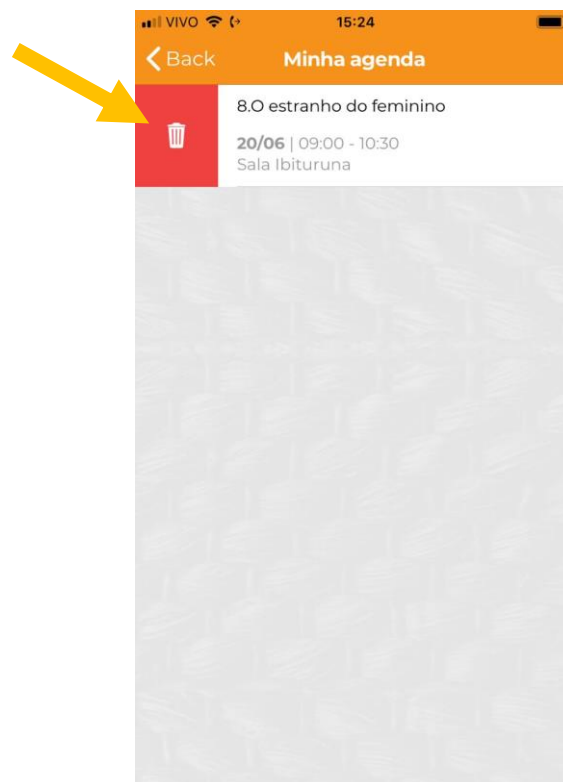 VIVO 15:24
Back Minha agenda
8.O estranho do feminino
20/06 | 09:00 - 10:30
Sala Ibituruna